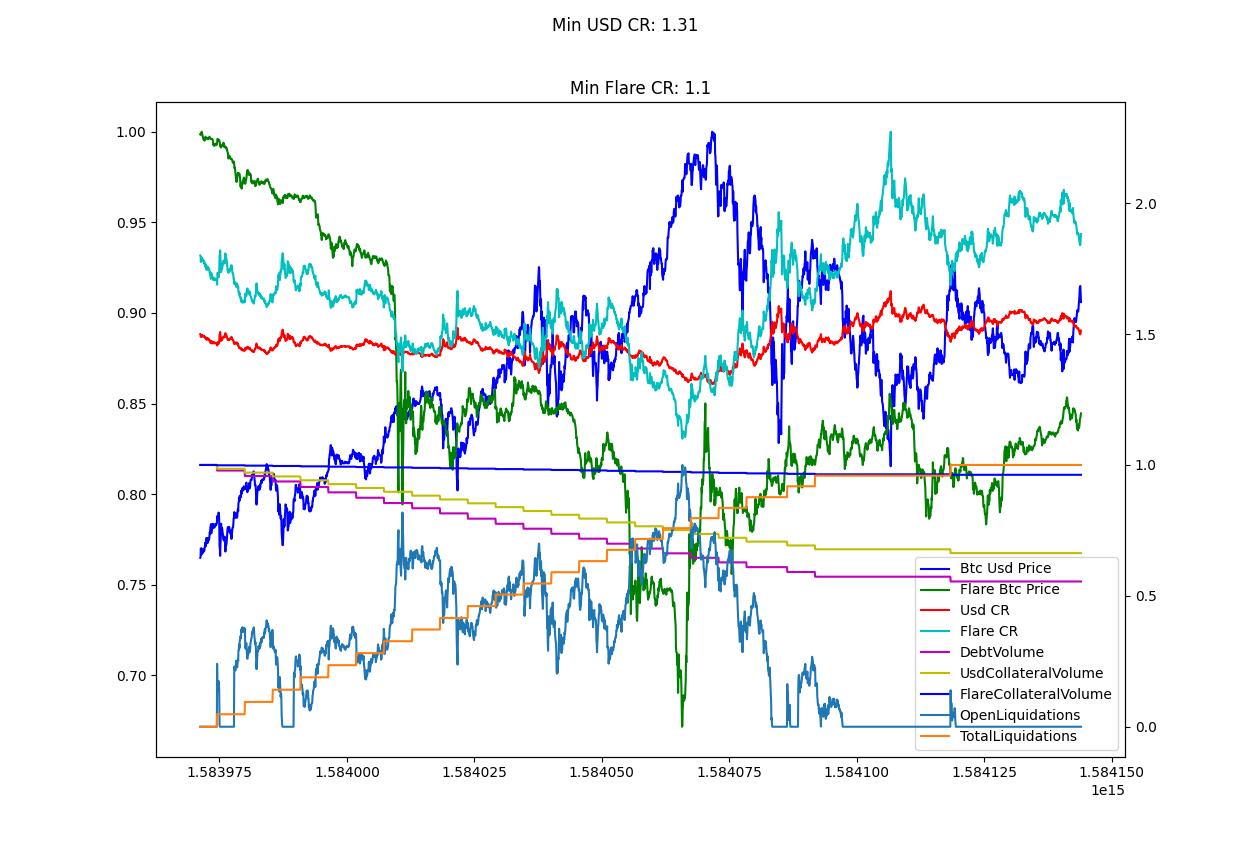 Min USD CR: 1.31
Min Flare CR: 1.1
1.00
0.95
0.90
0.85
0.80
0.75
0.70
2.0
1.5
1.0
0.5
0.0
Btc Usd Price
Flare Btc Price
Usd CR
Flare CR
DebtVolume
UsdCollateralVolume
FlareCollateralVolume
OpenLiquidations
TotalLiquidations
1.583975 1.584000 1.584025 1.584050 1.584075 1.584100 1.584125 1.584150
1e15